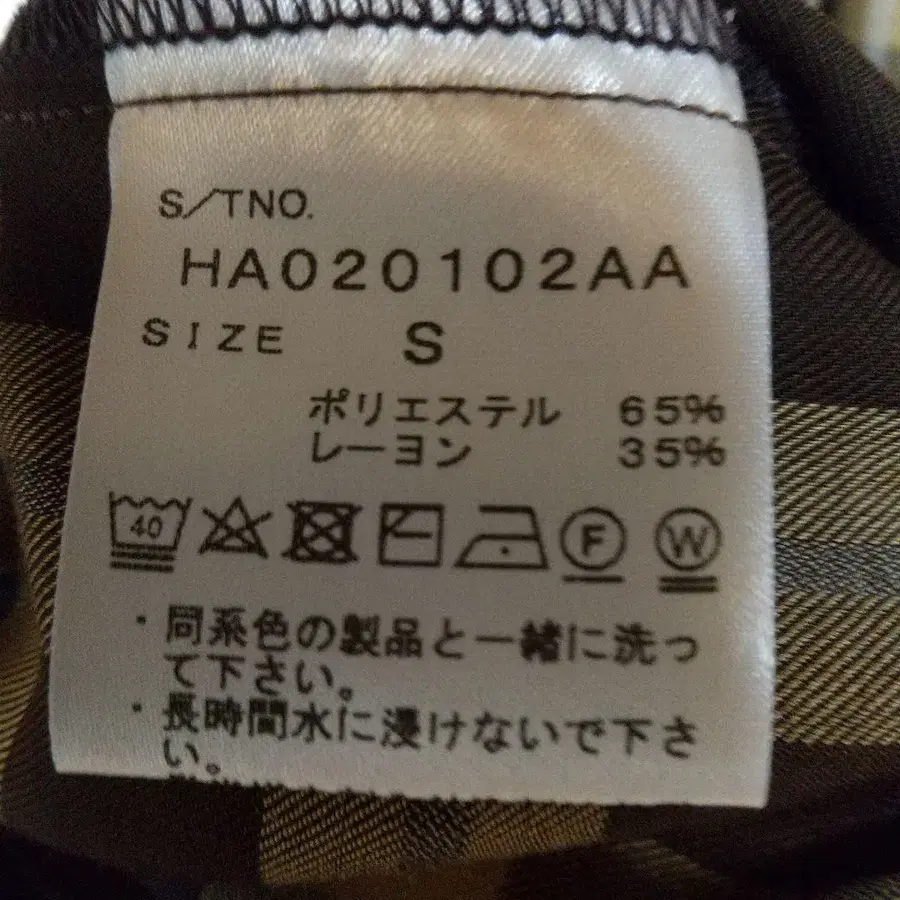 S/TNO.
HA020102AA
SIZE S
ポリエステル 65%
レーヨン 35%
40 F W
・同系色の製品と一緒に洗っ
て下さい。
・長時間水に浸けないで下さ
い。